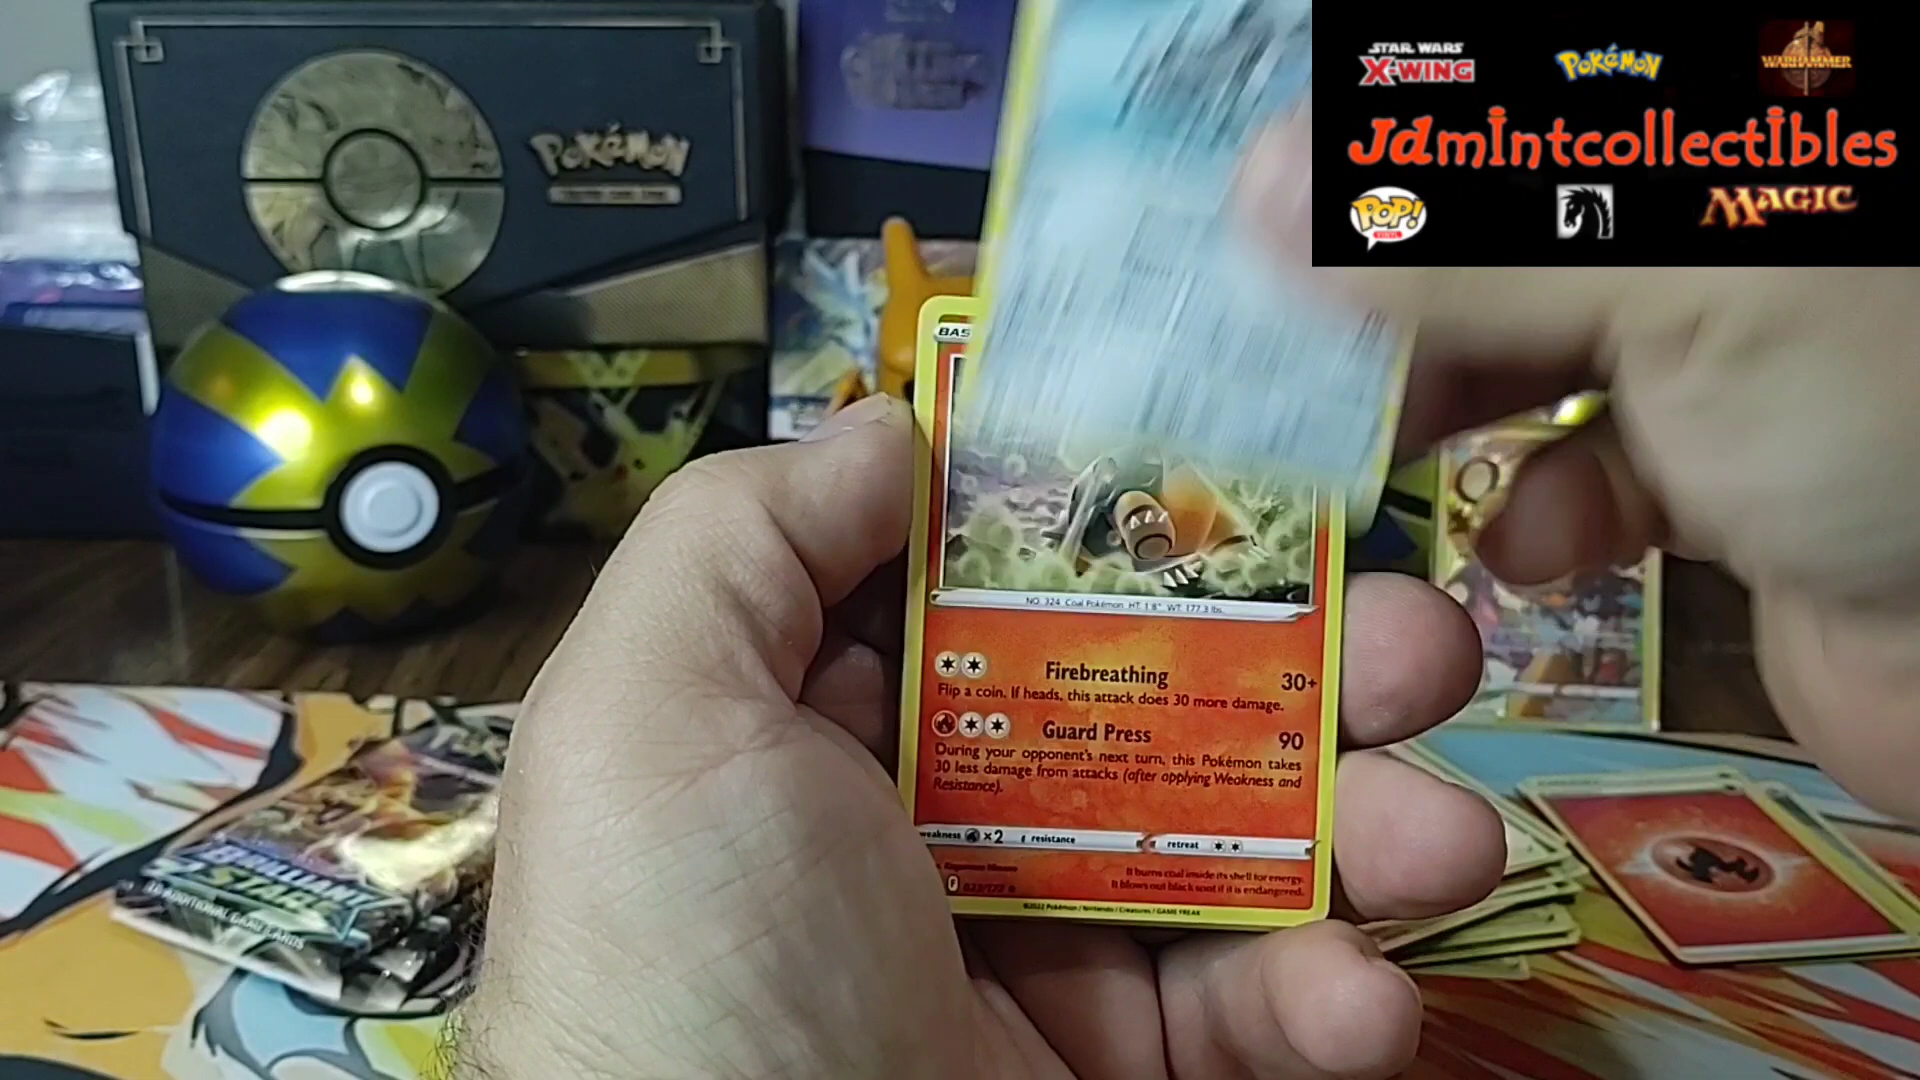 STAR WARS
X-WING
POKéMON
WARHAMMER
Jdmintcollectibles
POP!
MAGIC
POKéMON
BAS
NO. 324 Coal Pokémon HT: 1'8" WT: 177.3 lbs.
Firebreathing 30+
Flip a coin. If heads, this attack does 30 more damage.
Guard Press 90
During your opponent's next turn, this Pokémon takes
30 less damage from attacks (after applying Weakness and
Resistance).
weakness ×2 resistance
retreat
It burns coal inside its shell for energy.
It blows out black soot if it is endangered.
F
©2022 Pokémon / Nintendo / Creatures / GAME FREAK
BRILLIANT
STARS
10 ADDITIONAL GAME CARDS